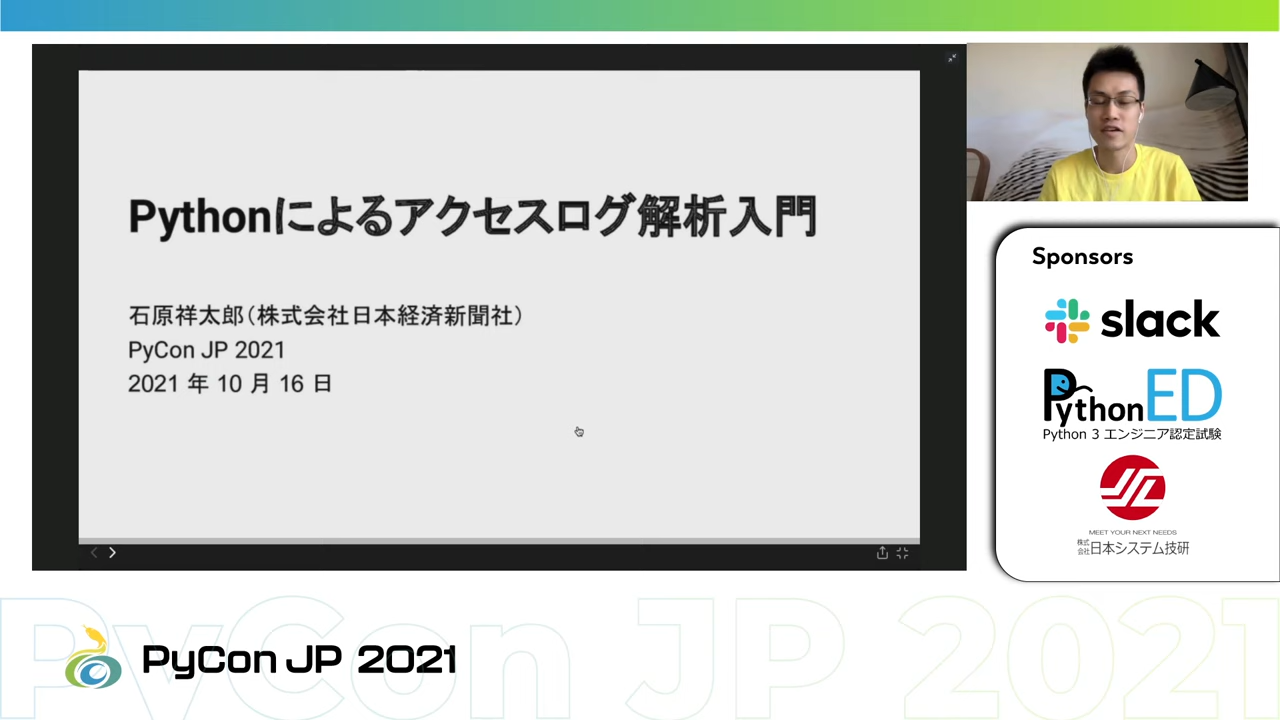 Pythonによるアクセスログ解析入門
石原祥太郎（株式会社日本経済新聞社）
PyCon JP 2021
2021 年 10 月 16 日
Sponsors
slack
PythonED
Python 3 エンジニア認定試験
MEET YOUR NEXT NEEDS
株式会社日本システム技研
PyCon JP 2021
PyCon JP 2021